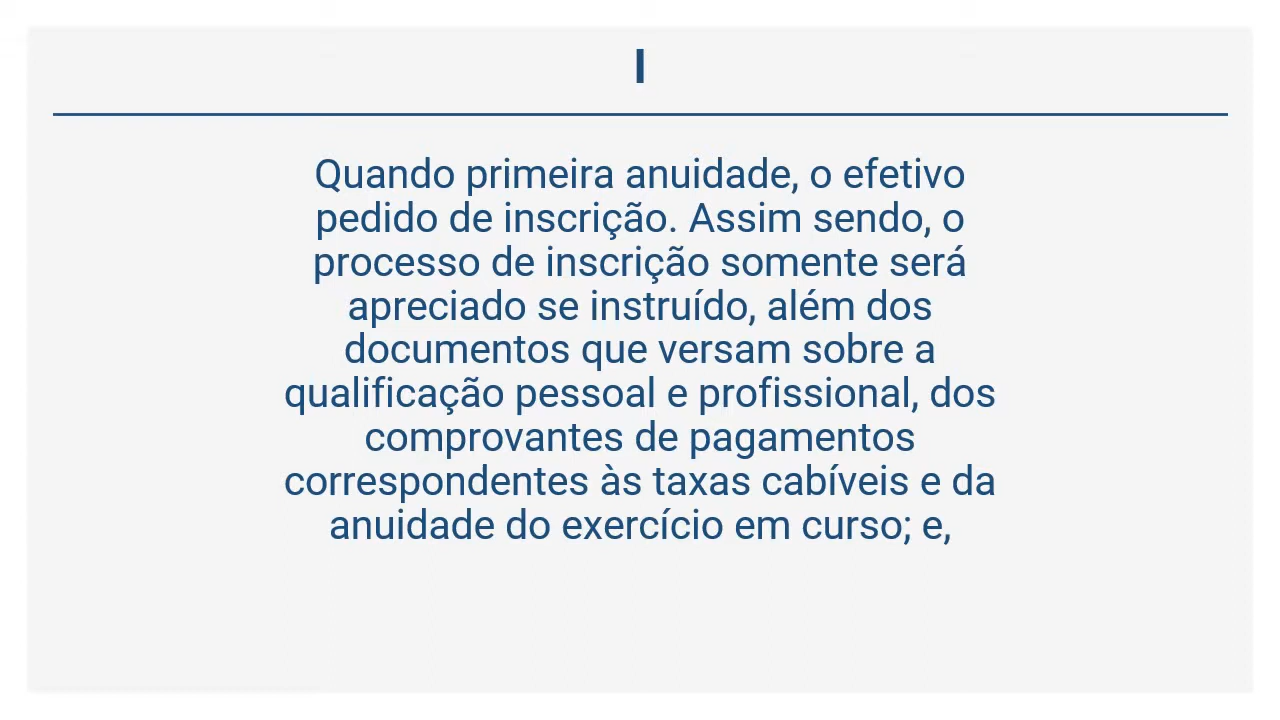 I
Quando primeira anuidade, o efetivo
pedido de inscrição. Assim sendo, o
processo de inscrição somente será
apreciado se instruído, além dos
documentos que versam sobre a
qualificação pessoal e profissional, dos
comprovantes de pagamentos
correspondentes às taxas cabíveis e da
anuidade do exercício em curso; e,